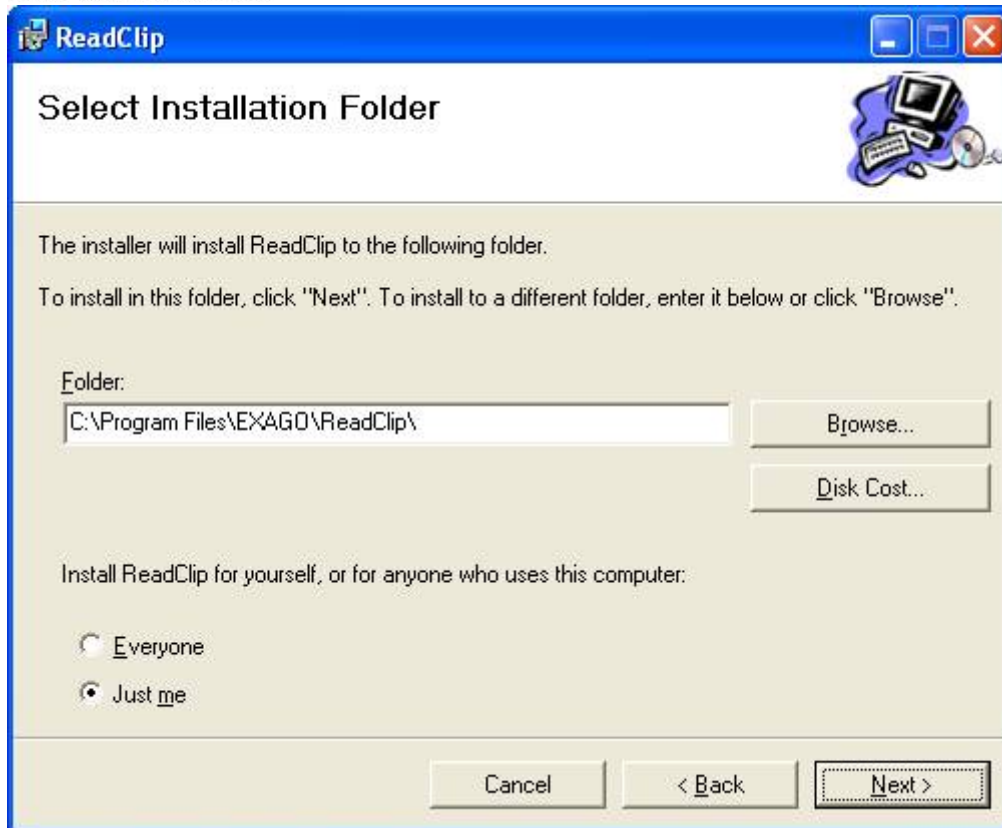 ReadClip
Select Installation Folder
The installer will install ReadClip to the following folder.
To install in this folder, click "Next". To install to a different folder, enter it below or click "Browse".
Folder:
C:\Program Files\EXAGO\ReadClip\
Browse...
Disk Cost...
Install ReadClip for yourself, or for anyone who uses this computer:
Everyone
Just me
Cancel
< Back
Next >